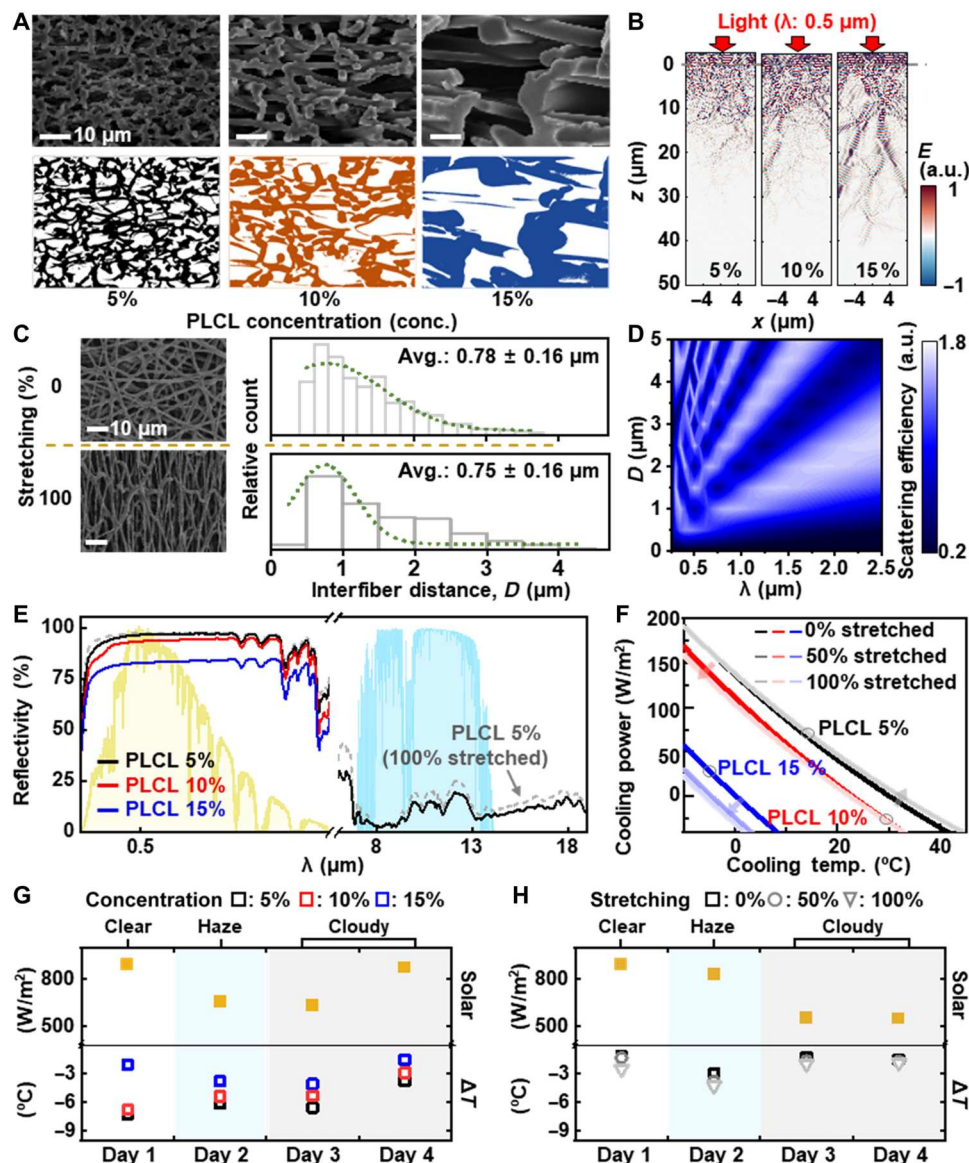 A
10 μm
5%
10%
15%
PLCL concentration (conc.)
B
Light (λ: 0.5 μm)
0
10
20
30
40
50
z (μm)
5%
10%
15%
−4 4
−4 4
−4 4
x (μm)
E
(a.u.)
1
−1
C
Stretching (%)
0
100
10 μm
Relative count
Avg.: 0.78 ± 0.16 μm
Avg.: 0.75 ± 0.16 μm
0 1 2 3 4
Interfiber distance, D (μm)
D
5
4
3
2
1
0
D (μm)
0.5 1.0 1.5 2.0 2.5
λ (μm)
Scattering efficiency (a.u.)
1.8
0.2
E
100
75
50
25
0
Reflectivity (%)
PLCL 5%
PLCL 10%
PLCL 15%
PLCL 5%
(100% stretched)
0.5 8 13 18
λ (μm)
F
200
150
100
50
0
Cooling power (W/m²)
0% stretched
50% stretched
100% stretched
PLCL 5%
PLCL 15 %
PLCL 10%
0 20 40
Cooling temp. (ºC)
G
Concentration : 5% : 10% : 15%
Clear Haze Cloudy
800
500
(W/m²)
Solar
−3
−6
−9
(ºC)
ΔT
Day 1 Day 2 Day 3 Day 4
H
Stretching : 0% : 50% : 100%
Clear Haze Cloudy
800
500
(W/m²)
Solar
−3
−6
−9
(ºC)
ΔT
Day 1 Day 2 Day 3 Day 4